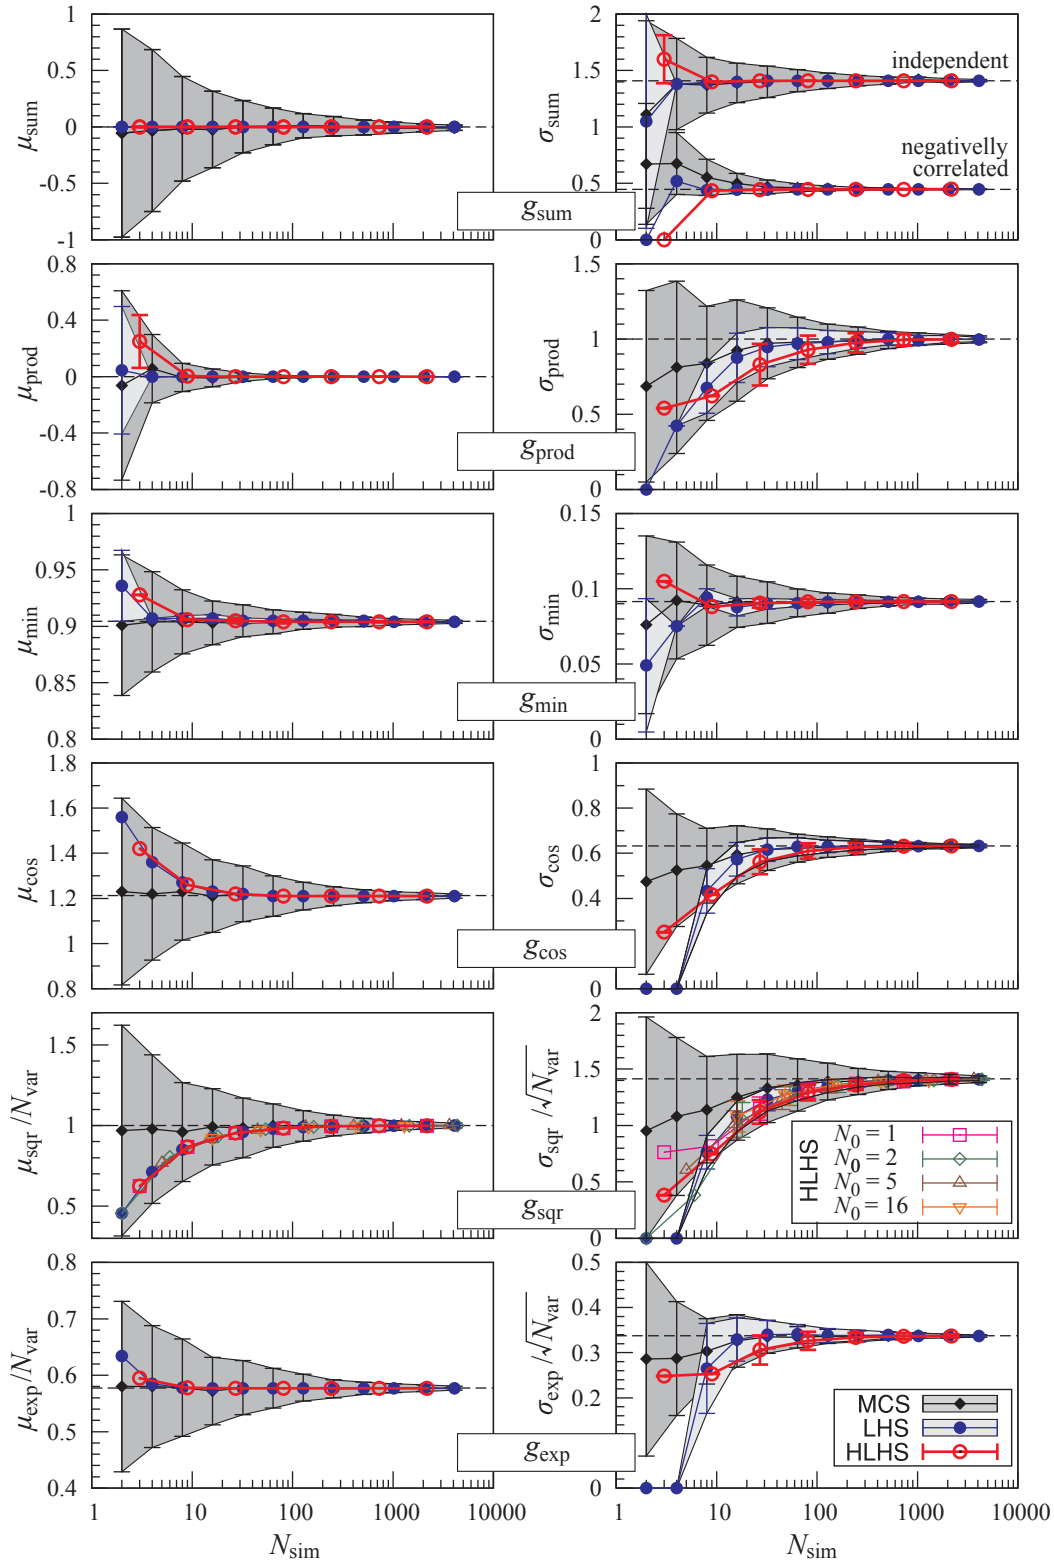 1
0.5
0
-0.5
-1
μsum
2
1.5
1
0.5
0
σsum
independent
negativelly
correlated
gsum
0.8
0.4
0
-0.4
-0.8
μprod
1.5
1
0.5
0
σprod
gprod
1
0.95
0.9
0.85
0.8
μmin
0.15
0.1
0.05
0
σmin
gmin
1.8
1.6
1.4
1.2
1
0.8
μcos
1
0.8
0.4
0
σcos
gcos
1.5
1
0.5
μsqr /Nvar
2
1.5
1
0.5
0
σsqr /√Nvar
HLHS
N0 = 1
N0 = 2
N0 = 5
N0 = 16
gsqr
0.8
0.7
0.6
0.5
0.4
μexp /Nvar
0.5
0.4
0.3
0.2
0
σexp /√Nvar
MCS
LHS
HLHS
gexp
1 10 100 1000 10000
Nsim
1 10 100 1000 10000
Nsim